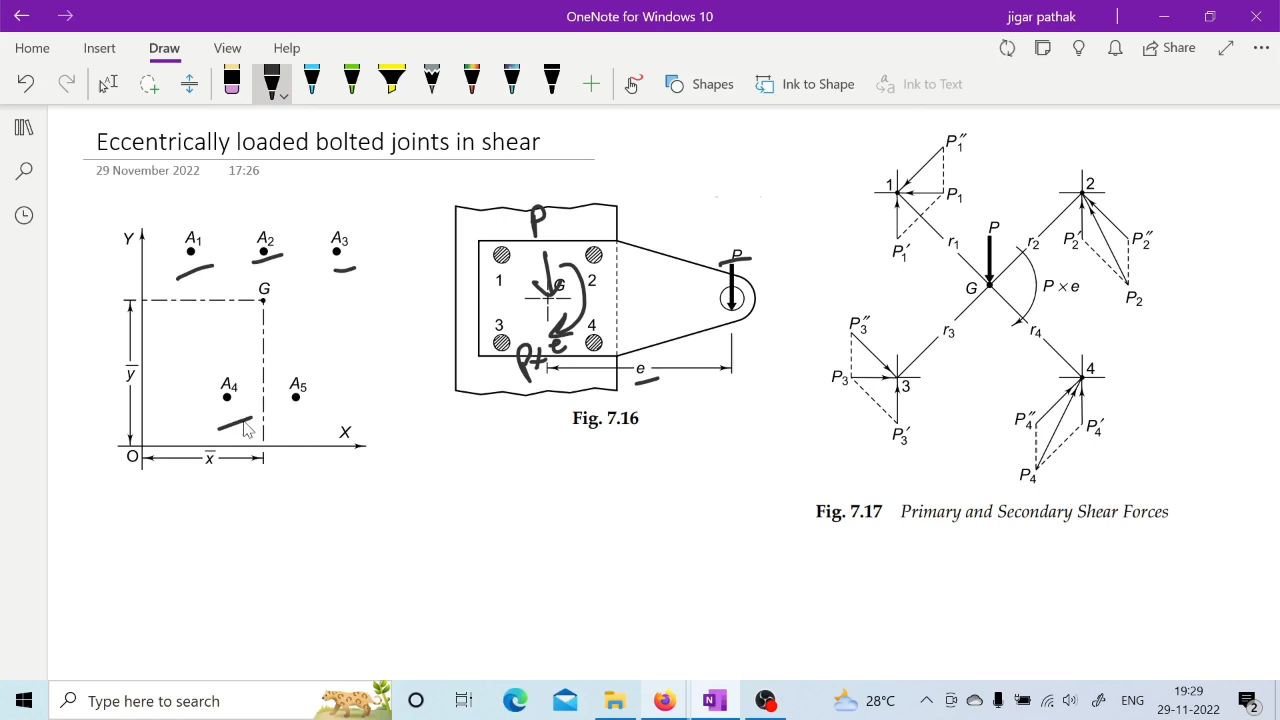 OneNote for Windows 10
jigar pathak
Home
Insert
Draw
View
Help
Share
Shapes
Ink to Shape
Ink to Text
Eccentrically loaded bolted joints in shear
29 November 2022
17:26
Y
A1
A2
A3
G
y
A4
A5
X
O
x
P
P
1
G
2
3
4
P+e
e
Fig. 7.16
P1″
1
P1
P1′
2
P2′
P2″
P2
r1
r2
P
G
P × e
r3
r4
P3″
P3
3
P3′
4
P4″
P4′
P4
Fig. 7.17 Primary and Secondary Shear Forces
Type here to search
28°C
ENG
19:29
29-11-2022
2